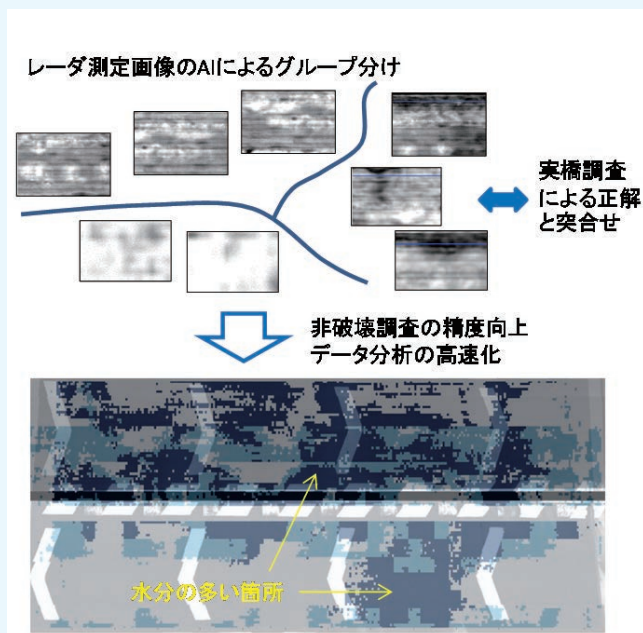 レーダ測定画像のAIによるグループ分け
実橋調査
による正解
と突合せ
非破壊調査の精度向上
データ分析の高速化
水分の多い箇所